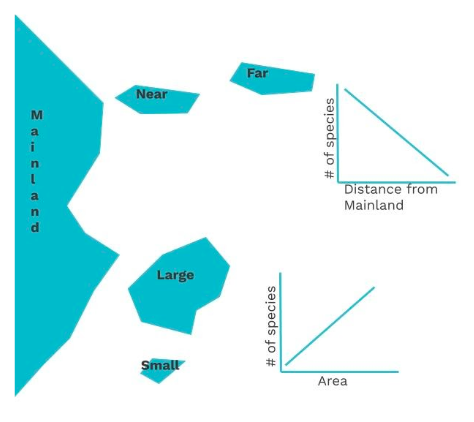 Mainland
Near
Far
# of species
Distance from
Mainland
Large
Small
# of species
Area